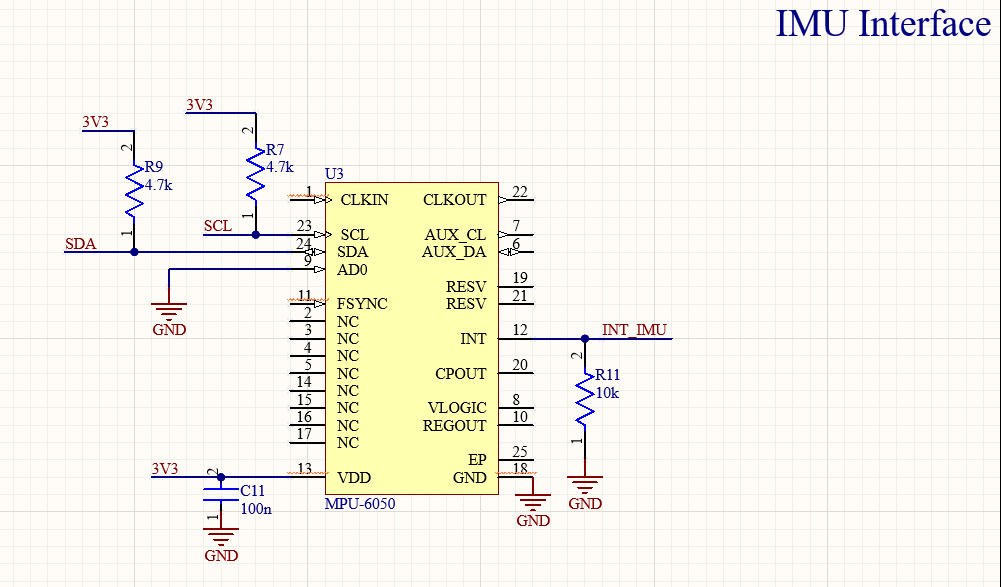 IMU Interface
3V3
3V3
2
2
R9
4.7k
R7
4.7k
1
1
SCL
SDA
U3
1 CLKIN
CLKOUT 22
23 SCL
AUX_CL 7
24 SDA
AUX_DA 6
9 AD0
RESV 19
11 FSYNC
RESV 21
2 NC
3 NC
INT 12
INT_IMU
4 NC
5 NC
CPOUT 20
14 NC
15 NC
VLOGIC 8
16 NC
REGOUT 10
17 NC
EP 25
13 VDD
GND 18
MPU-6050
GND
3V3
2
C11
100n
1
GND
GND
2
R11
10k
1
GND